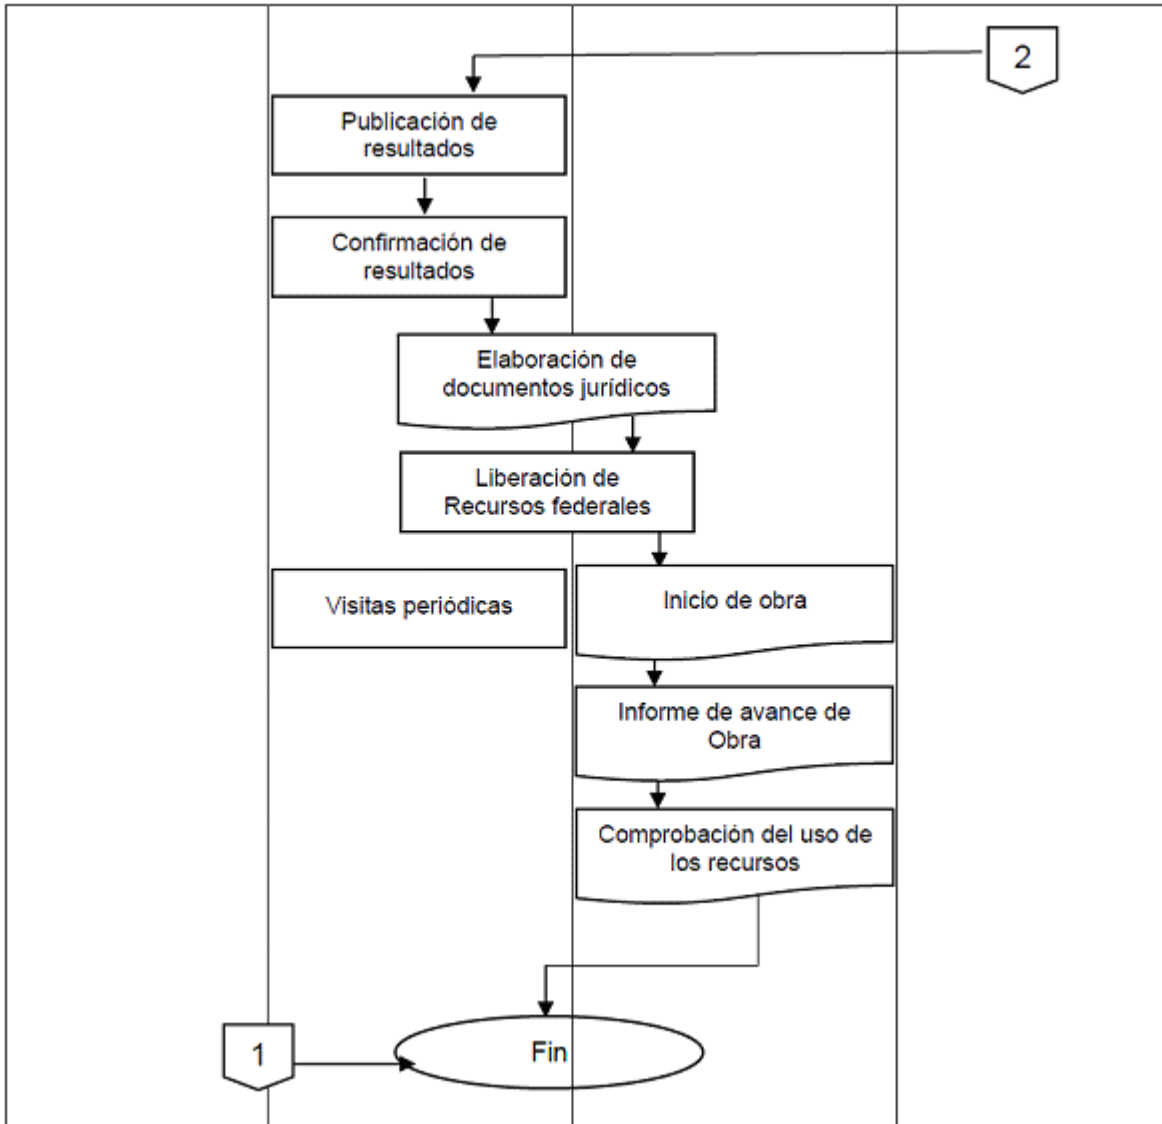 2
Publicación de
resultados
Confirmación de
resultados
Elaboración de
documentos jurídicos
Liberación de
Recursos federales
Visitas periódicas
Inicio de obra
Informe de avance de
Obra
Comprobación del uso de
los recursos
1
Fin